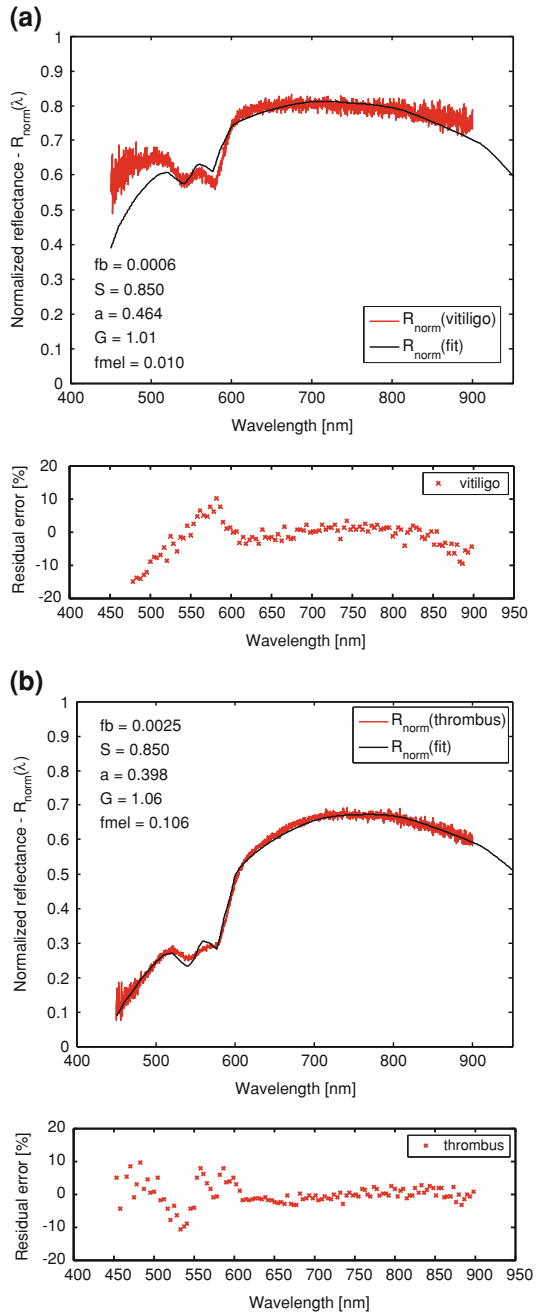 (a)
1
0.9
0.8
0.7
0.6
0.5
0.4
0.3
0.2
0.1
0
Normalized reflectance - R_norm(λ)
fb = 0.0006
S = 0.850
a = 0.464
G = 1.01
fmel = 0.010
R_norm(vitiligo)
R_norm(fit)
400 500 600 700 800 900
Wavelength [nm]
20
10
0
-10
-20
Residual error [%]
vitiligo
400 450 500 550 600 650 700 750 800 850 900 950
Wavelength [nm]
(b)
1
0.9
0.8
0.7
0.6
0.5
0.4
0.3
0.2
0.1
0
Normalized reflectance - R_norm(λ)
fb = 0.0025
S = 0.850
a = 0.398
G = 1.06
fmel = 0.106
R_norm(thrombus)
R_norm(fit)
400 500 600 700 800 900
Wavelength [nm]
20
10
0
-10
-20
Residual error [%]
thrombus
400 450 500 550 600 650 700 750 800 850 900 950
Wavelength [nm]